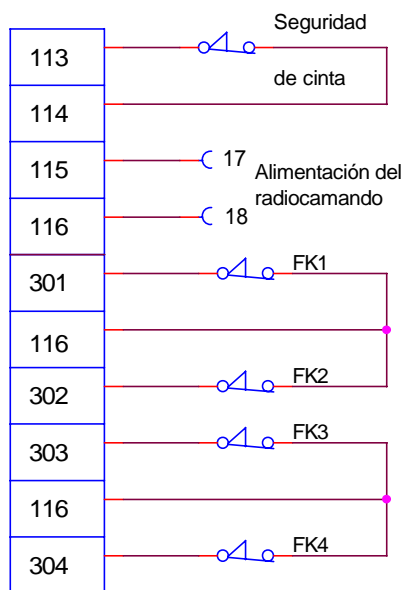 Seguridad
113
de cinta
114
115
17
Alimentación del
radiocamando
116
18
301
FK1
116
302
FK2
303
FK3
116
304
FK4